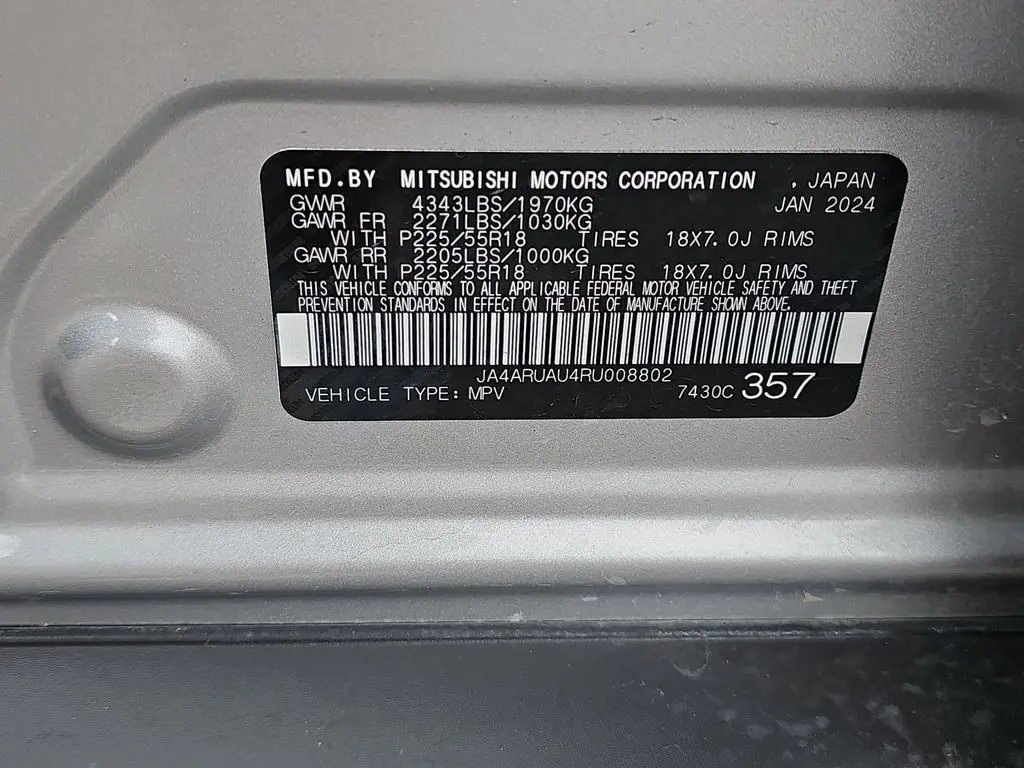 MFD.BY MITSUBISHI MOTORS CORPORATION . JAPAN
GVWR 4343LBS/1970KG JAN 2024
GAWR FR 2271LBS/1030KG
WITH P225/55R18 TIRES 18X7.0J RIMS
GAWR RR 2205LBS/1000KG
WITH P225/55R18 TIRES 18X7.0J RIMS
THIS VEHICLE CONFORMS TO ALL APPLICABLE FEDERAL MOTOR VEHICLE SAFETY AND THEFT
PREVENTION STANDARDS IN EFFECT ON THE DATE OF MANUFACTURE SHOWN ABOVE.
JA4ARUAU4RU008802
VEHICLE TYPE: MPV 7430C 357